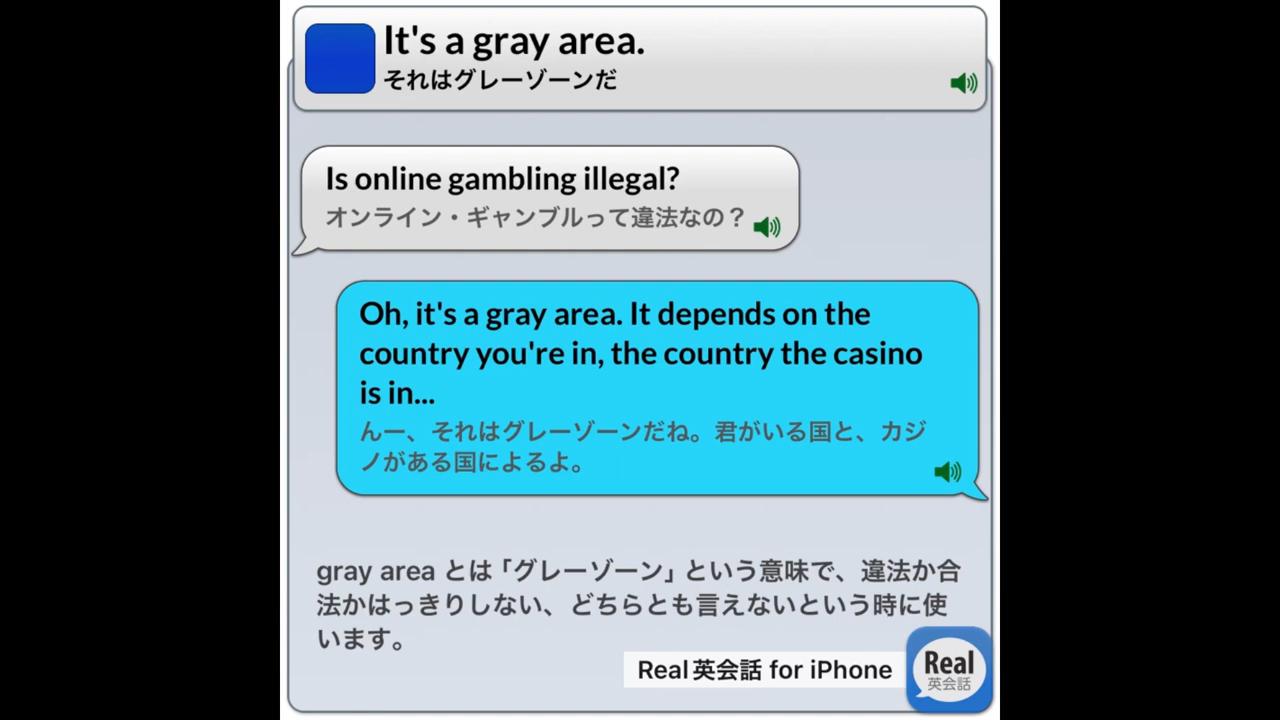 It's a gray area.
それはグレーゾーンだ
Is online gambling illegal?
オンライン・ギャンブルって違法なの？
Oh, it's a gray area. It depends on the
country you're in, the country the casino
is in...
んー、それはグレーゾーンだね。君がいる国と、カジ
ノがある国によるよ。
gray area とは「グレーゾーン」という意味で、違法か合
法かはっきりしない、どちらとも言えないという時に使
います。
Real英会話 for iPhone
Real
英会話